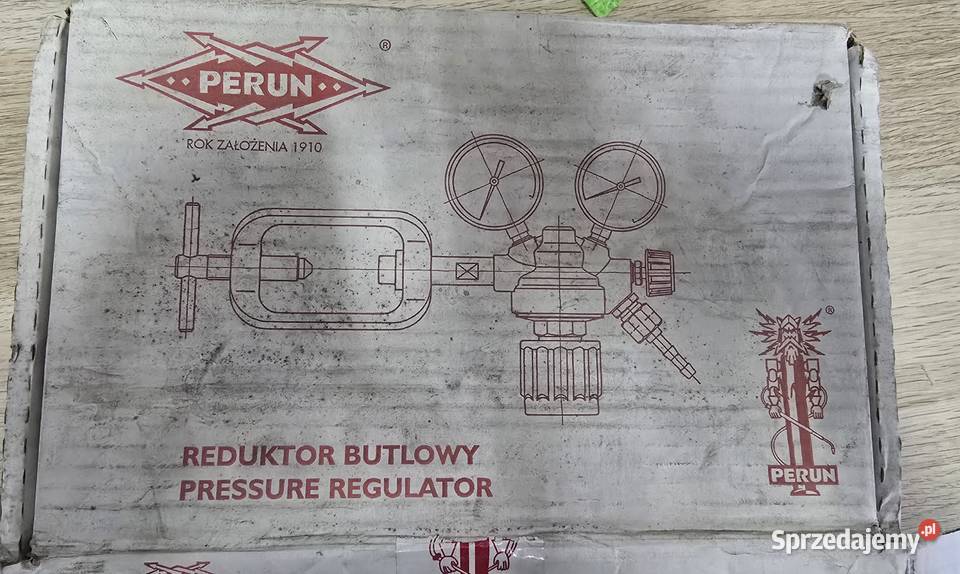 PERUN
®
ROK ZAŁOŻENIA 1910
®
PERUN
REDUKTOR BUTLOWY
PRESSURE REGULATOR
Sprzedajemy.pl